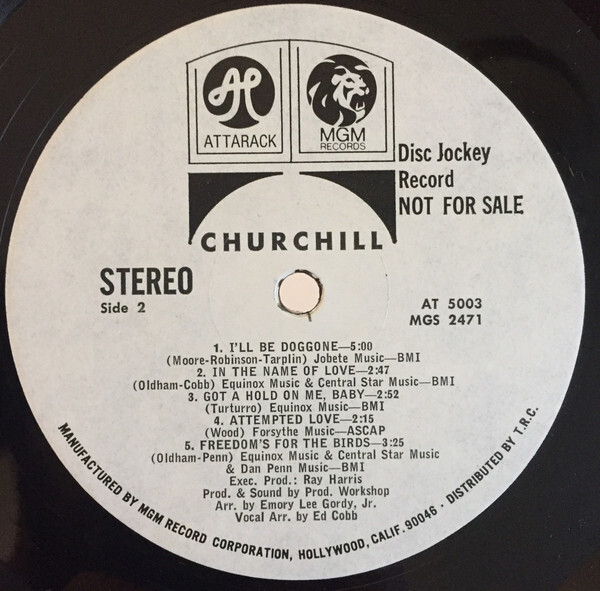 AP
ATTARACK
MGM
RECORDS
Disc Jockey
Record
NOT FOR SALE
CHURCHILL
STEREO
Side 2
AT 5003
MGS 2471
1. I'LL BE DOGGONE—5:00
(Moore-Robinson-Tarplin) Jobete Music—BMI
2. IN THE NAME OF LOVE—2:47
(Oldham-Cobb) Equinox Music & Central Star Music—BMI
3. GOT A HOLD ON ME, BABY—2:52
(Turturro) Equinox Music—BMI
4. ATTEMPTED LOVE—2:15
(Wood) Forsythe Music—ASCAP
5. FREEDOM'S FOR THE BIRDS—3:25
(Oldham-Penn) Equinox Music & Central Star Music
& Dan Penn Music—BMI
Exec. Prod.: Ray Harris
Prod. & Sound by Prod. Workshop
Arr. by Emory Lee Gordy, Jr.
Vocal Arr. by Ed Cobb
MANUFACTURED BY MGM RECORD CORPORATION, HOLLYWOOD, CALIF. 90046 · DISTRIBUTED BY T.R.C.